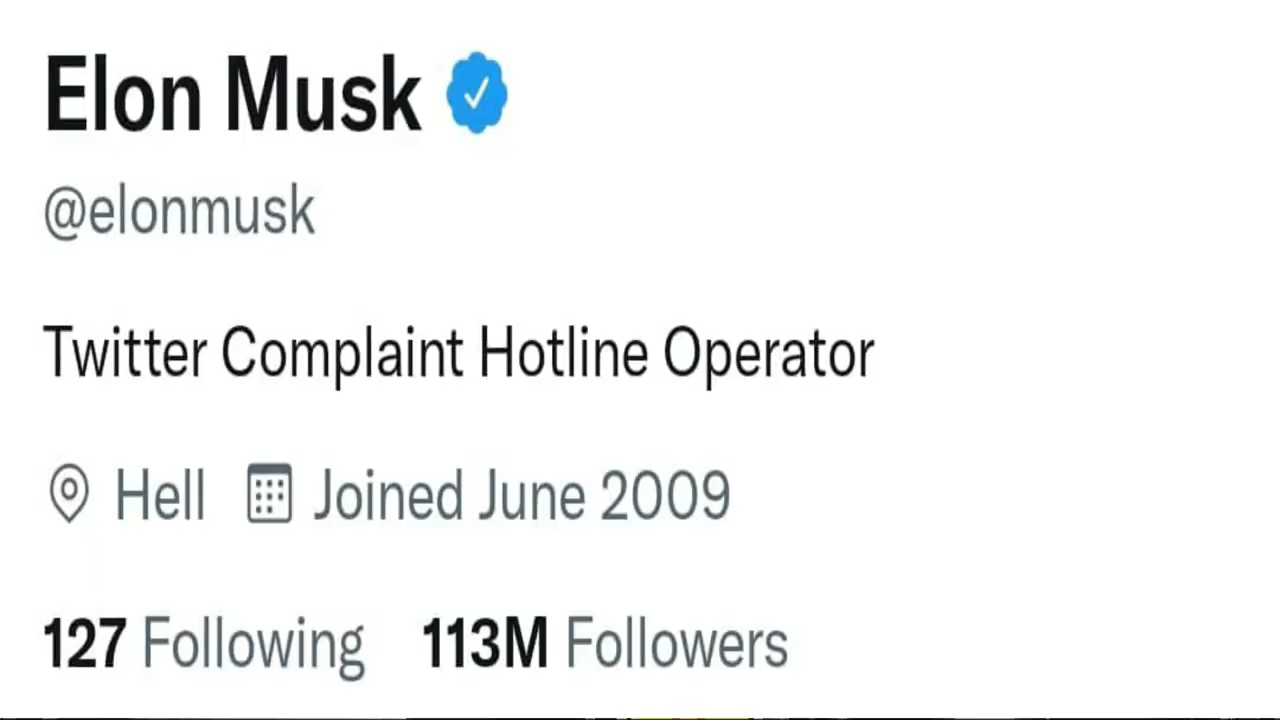 Elon Musk
@elonmusk
Twitter Complaint Hotline Operator
Hell Joined June 2009
127 Following 113M Followers